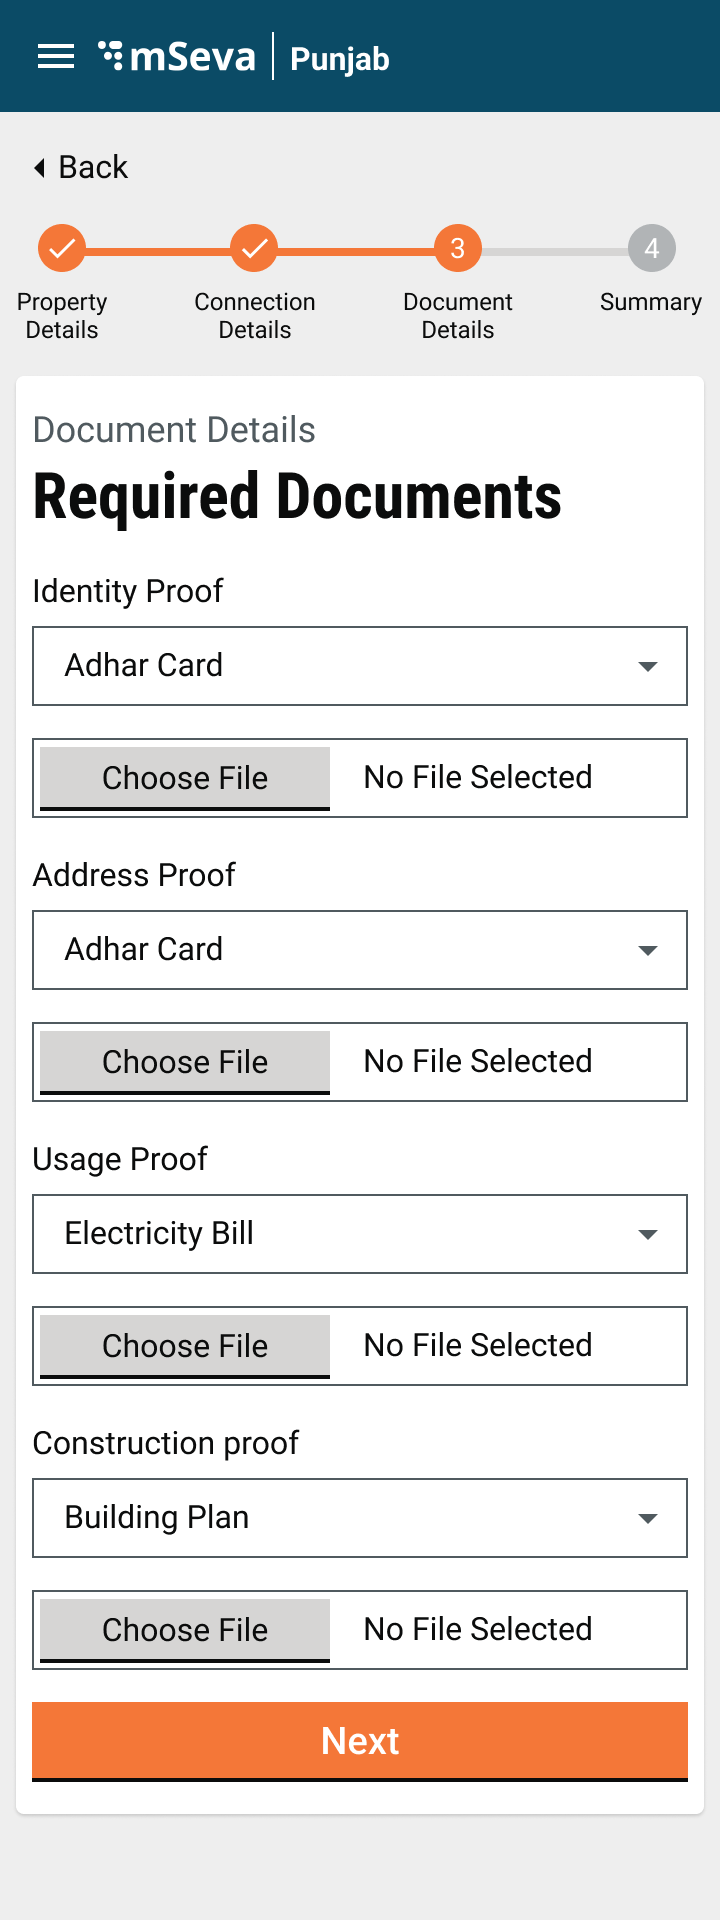 mSeva | Punjab
Back
3
4
Property Details
Connection Details
Document Details
Summary
Document Details
Required Documents
Identity Proof
Adhar Card
Choose File No File Selected
Address Proof
Adhar Card
Choose File No File Selected
Usage Proof
Electricity Bill
Choose File No File Selected
Construction proof
Building Plan
Choose File No File Selected
Next